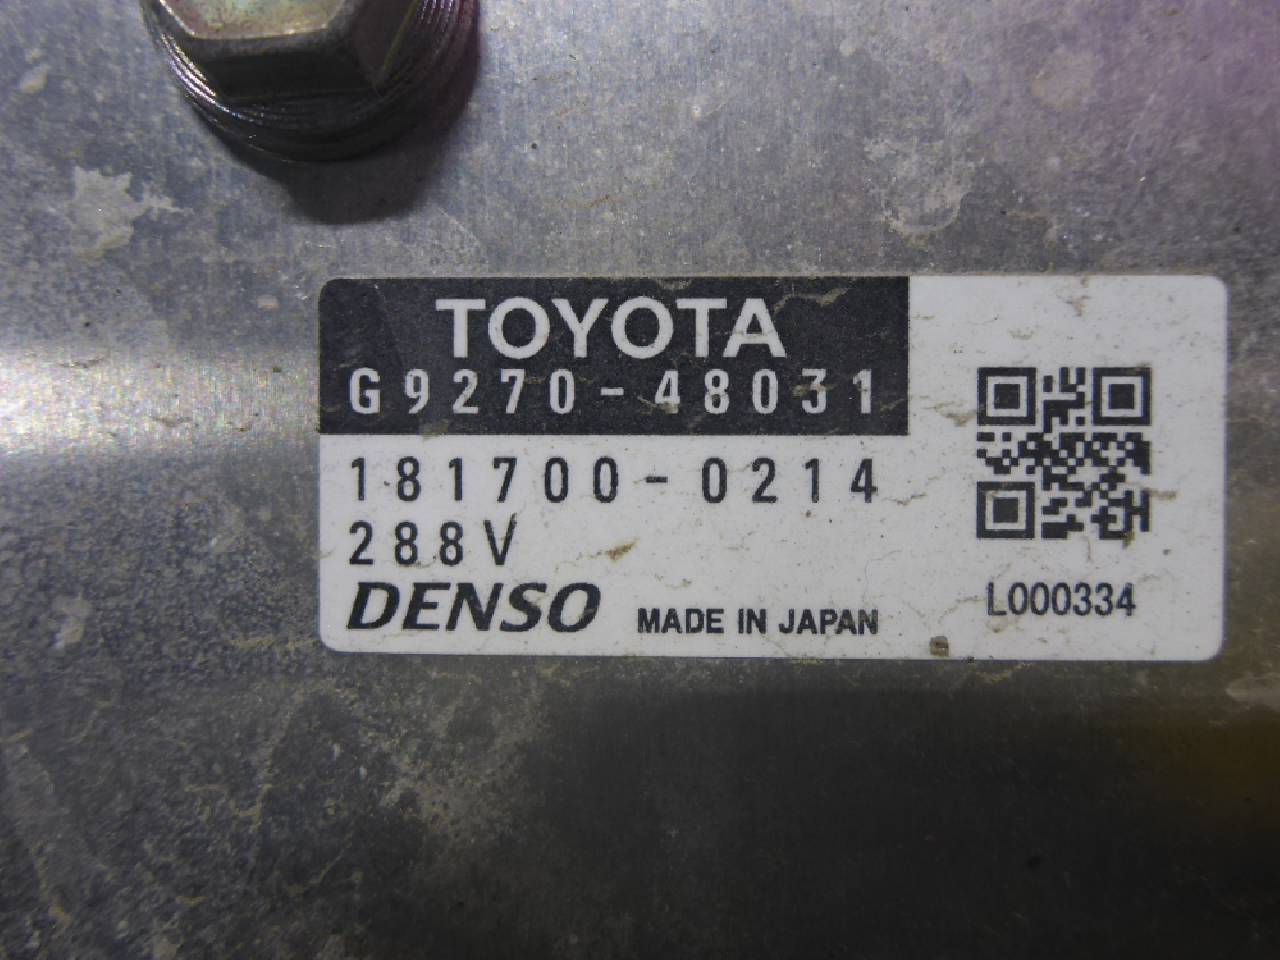 TOYOTA
G9270-48031
181700-0214
288V
DENSO MADE IN JAPAN
L000334